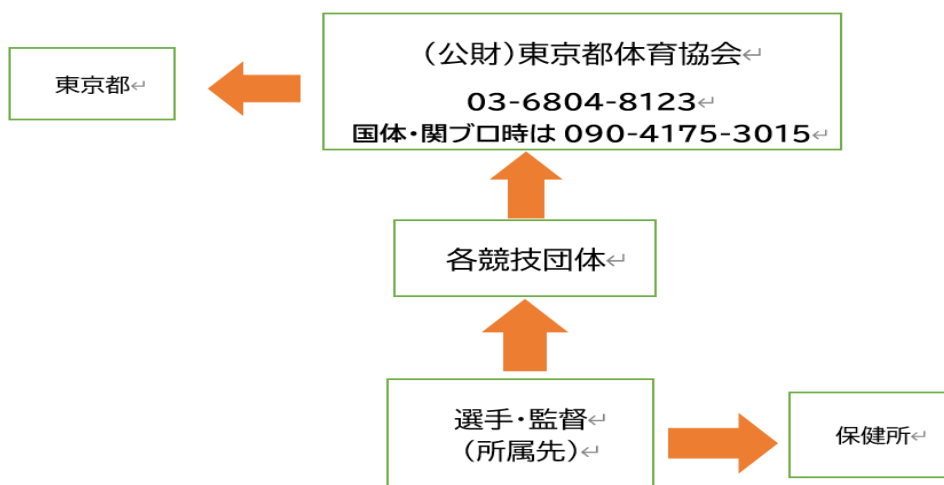 （公財）東京都体育協会
03-6804-8123
国体・関ブロ時は 090-4175-3015
東京都
各競技団体
選手・監督
（所属先）
保健所